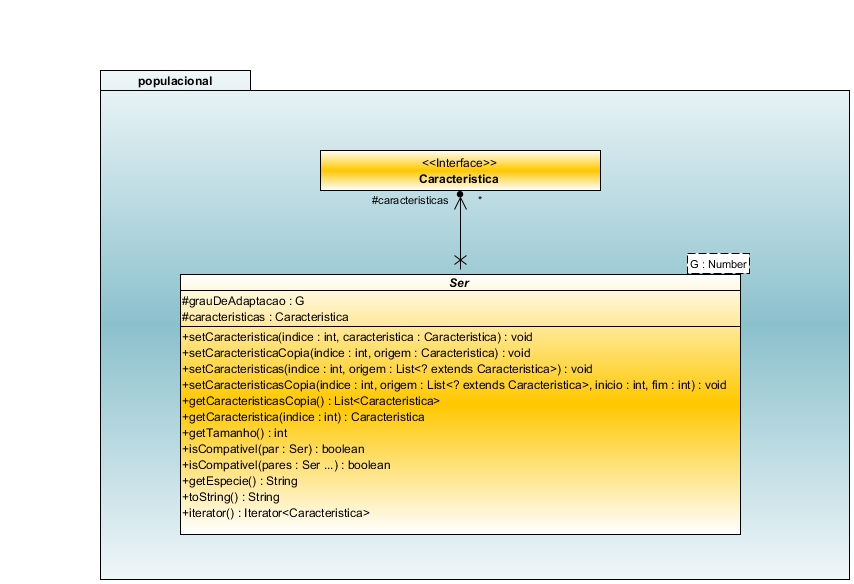 populacional
<<Interface>>
Caracteristica
#caracteristicas *
G : Number
Ser
#grauDeAdaptacao : G
#caracteristicas : Caracteristica
+setCaracteristica(indice : int, caracteristica : Caracteristica) : void
+setCaracteristicaCopia(indice : int, origem : Caracteristica) : void
+setCaracteristicas(indice : int, origem : List<? extends Caracteristica>) : void
+setCaracteristicasCopia(indice : int, origem : List<? extends Caracteristica>, inicio : int, fim : int) : void
+getCaracteristicasCopia() : List<Caracteristica>
+getCaracteristica(indice : int) : Caracteristica
+getTamanho() : int
+isCompativel(par : Ser) : boolean
+isCompativel(pares : Ser ...) : boolean
+getEspecie() : String
+toString() : String
+iterator() : Iterator<Caracteristica>